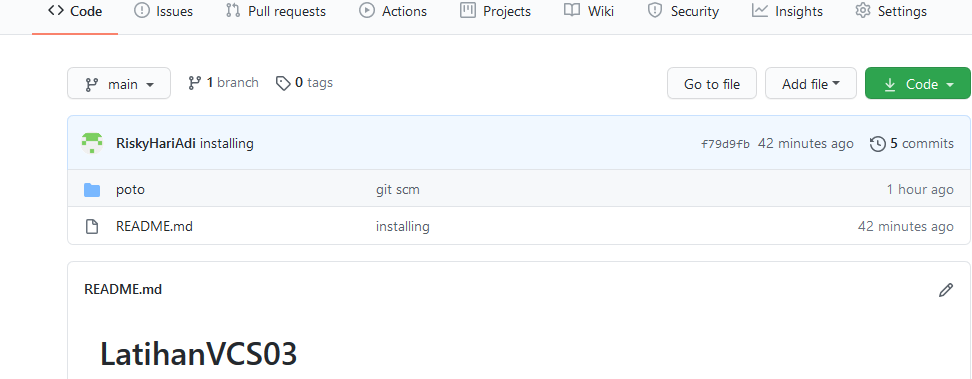 Code Issues Pull requests Actions Projects Wiki Security Insights Settings
main 1 branch 0 tags Go to file Add file Code
RiskyHariAdi installing f79d9fb 42 minutes ago 5 commits
poto git scm 1 hour ago
README.md installing 42 minutes ago
README.md
LatihanVCS03